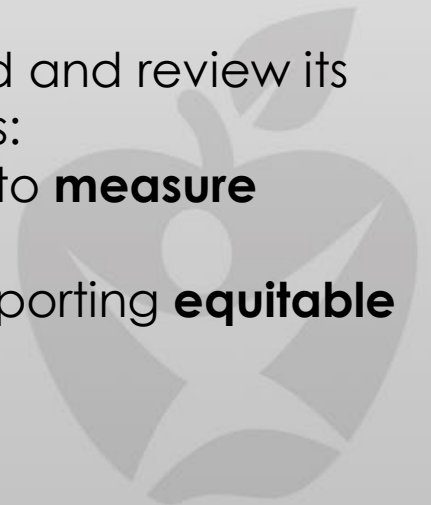 d and review its
s:
to measure
porting equitable